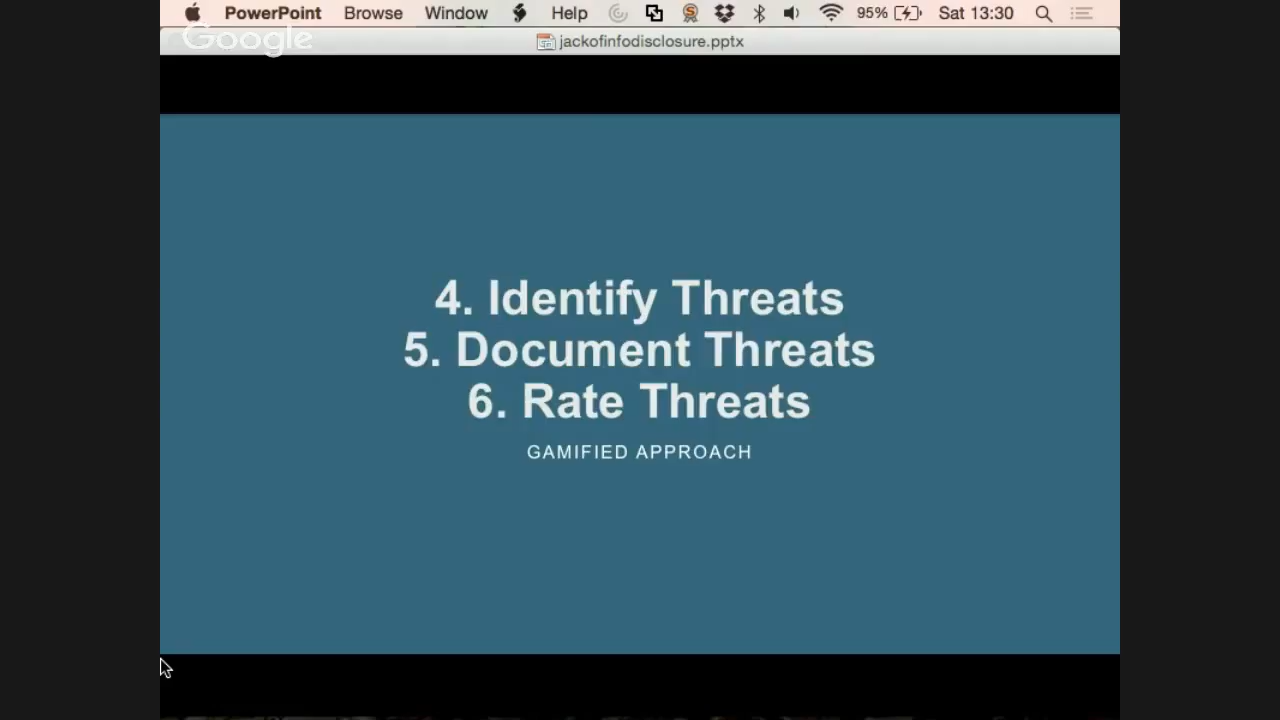 PowerPoint Browse Window Help 95% Sat 13:30
Google
jackofinfodisclosure.pptx
4. Identify Threats
5. Document Threats
6. Rate Threats
GAMIFIED APPROACH